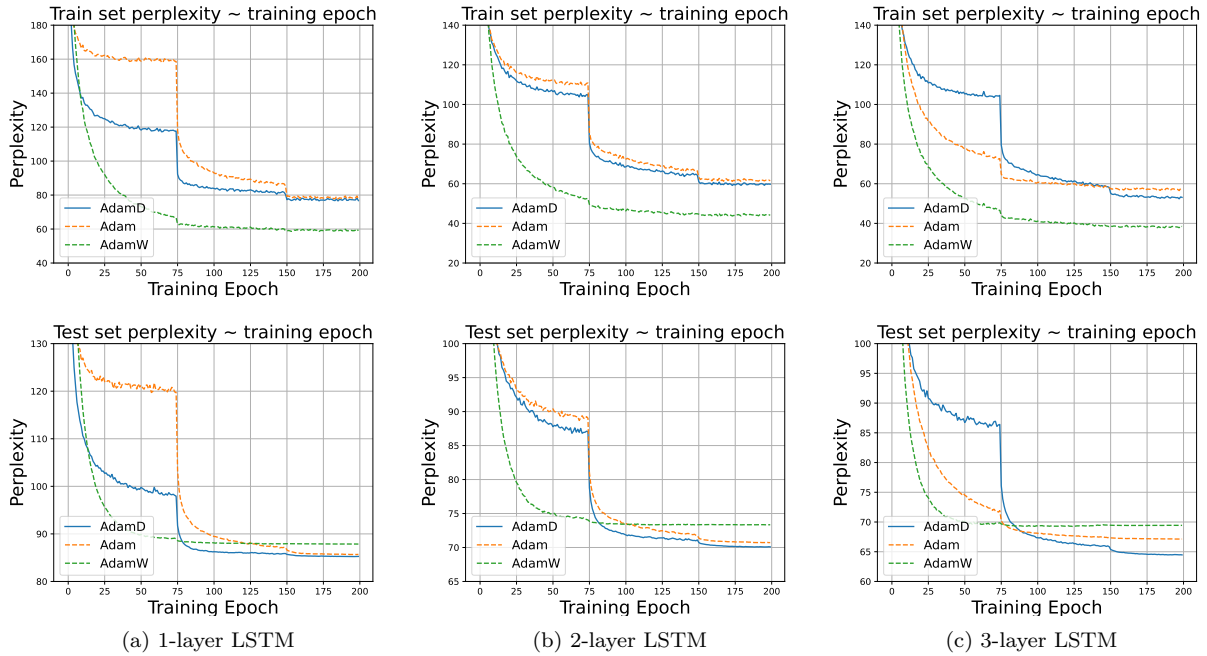 Train set perplexity ~ training epoch
Perplexity
180
160
140
120
100
80
60
40
AdamD
Adam
AdamW
0 25 50 75 100 125 150 175 200
Training Epoch
Train set perplexity ~ training epoch
Perplexity
140
120
100
80
60
40
20
AdamD
Adam
AdamW
0 25 50 75 100 125 150 175 200
Training Epoch
Train set perplexity ~ training epoch
Perplexity
140
120
100
80
60
40
20
AdamD
Adam
AdamW
0 25 50 75 100 125 150 175 200
Training Epoch
Test set perplexity ~ training epoch
Perplexity
130
120
110
100
90
80
AdamD
Adam
AdamW
0 25 50 75 100 125 150 175 200
Training Epoch
(a) 1-layer LSTM
Test set perplexity ~ training epoch
Perplexity
100
95
90
85
80
75
70
65
AdamD
Adam
AdamW
0 25 50 75 100 125 150 175 200
Training Epoch
(b) 2-layer LSTM
Test set perplexity ~ training epoch
Perplexity
100
95
90
85
80
75
70
65
60
AdamD
Adam
AdamW
0 25 50 75 100 125 150 175 200
Training Epoch
(c) 3-layer LSTM